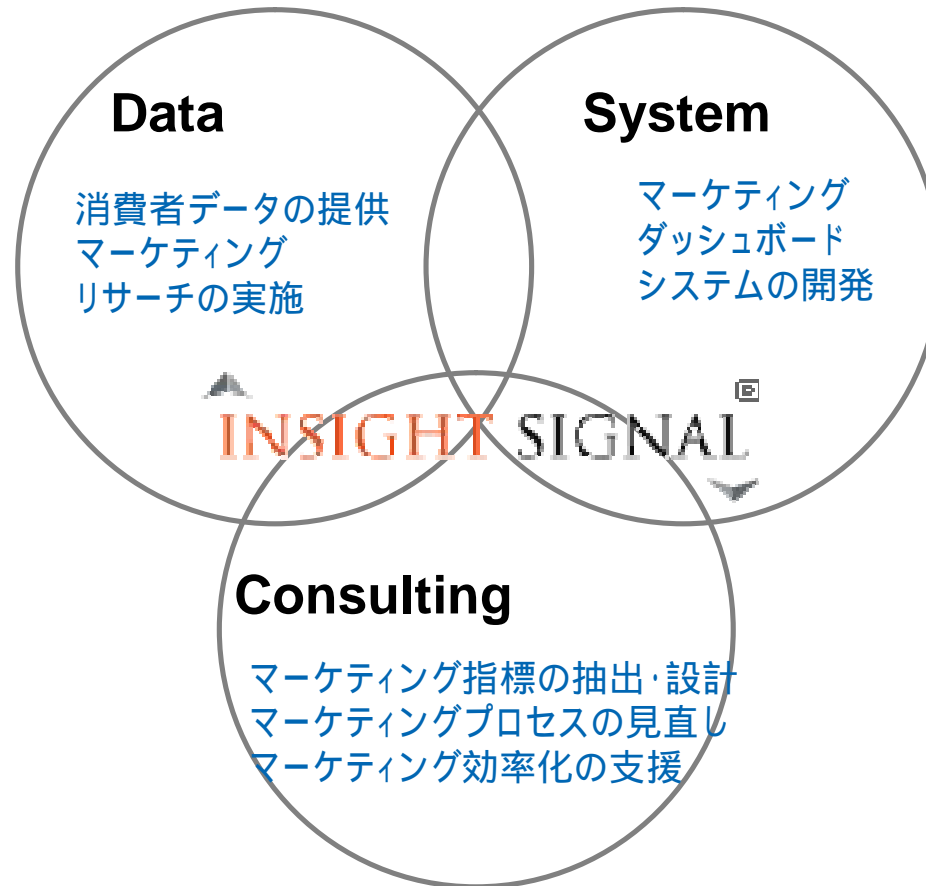 Data
消費者データの提供
マーケティング
リサーチの実施
System
マーケティング
ダッシュボード
システムの開発
INSIGHT SIGNAL
Consulting
マーケティング指標の抽出・設計
マーケティングプロセスの見直し
マーケティング効率化の支援